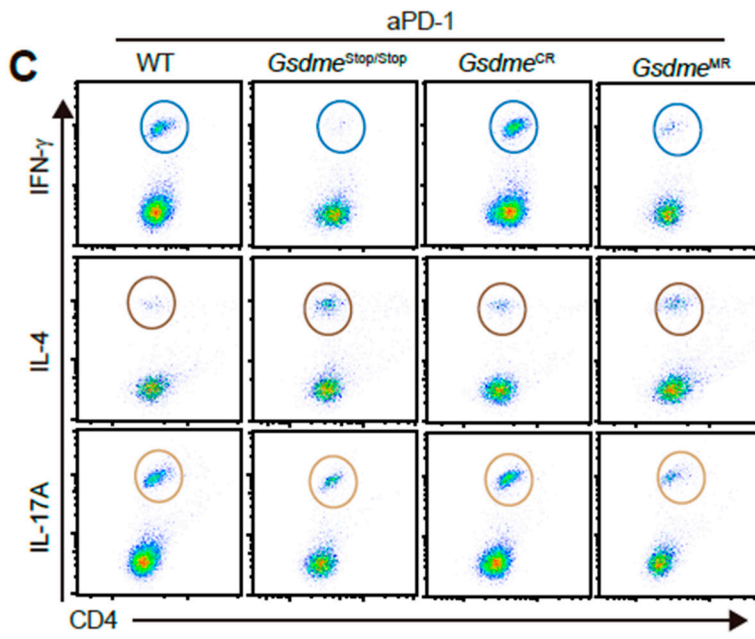 aPD-1
C
WT Gsdme^Stop/Stop Gsdme^CR Gsdme^MR
IFN-γ
IL-4
IL-17A
CD4